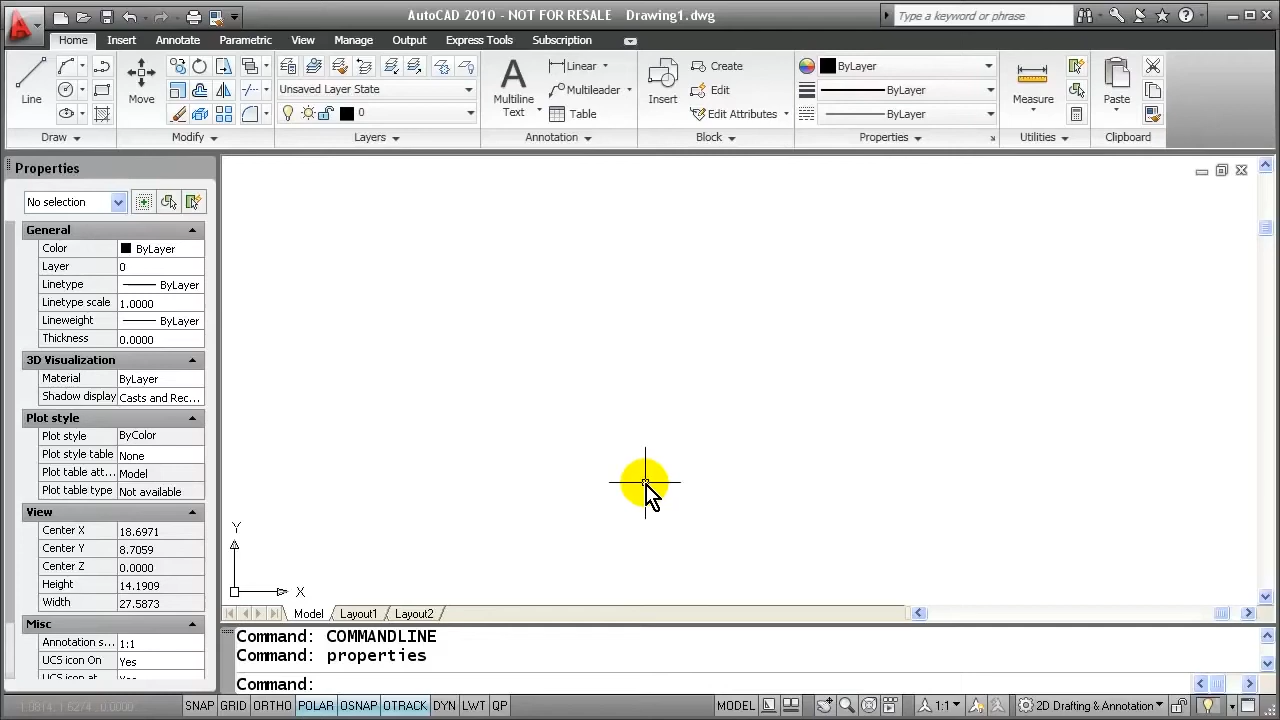 AutoCAD 2010 - NOT FOR RESALE Drawing1.dwg
Type a keyword or phrase
Home Insert Annotate Parametric View Manage Output Express Tools Subscription
Line
Move
Unsaved Layer State
0
Multiline Text
Linear
Multileader
Table
Insert
Create
Edit
Edit Attributes
ByLayer
ByLayer
ByLayer
Measure
Paste
Draw Modify Layers Annotation Block Properties Utilities Clipboard
Properties
No selection
General
Color ByLayer
Layer 0
Linetype ByLayer
Linetype scale 1.0000
Lineweight ByLayer
Thickness 0.0000
3D Visualization
Material ByLayer
Shadow display Casts and Rec...
Plot style
Plot style ByColor
Plot style table None
Plot table att... Model
Plot table type Not available
View
Center X 18.6971
Center Y 8.7059
Center Z 0.0000
Height 14.1909
Width 27.5873
Misc
Annotation s... 1:1
UCS icon On Yes
UCS icon at
Y
X
Model Layout1 Layout2
Command: COMMANDLINE
Command: properties
Command:
SNAP GRID ORTHO POLAR OSNAP OTRACK DYN LWT QP MODEL 1:1 2D Drafting & Annotation